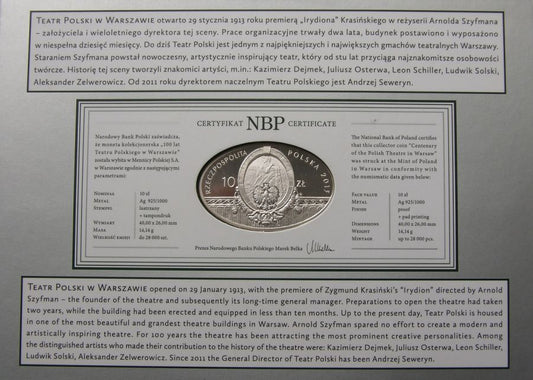 Teatr Polski w Warszawie otwarto 29 stycznia 1913 roku premierą „Irydiona" Krasińskiego w reżyserii Arnolda Szyfmana
– założyciela i wieloletniego dyrektora tej sceny. Prace organizacyjne trwały dwa lata, budynek postawiono i wyposażono
w niespełna dziesięć miesięcy. Do dziś Teatr Polski jest jednym z najpiękniejszych i największych gmachów teatralnych Warszawy.
Staraniem Szyfmana powstał nowoczesny, artystycznie inspirujący teatr, który od stu lat przyciąga najznakomitsze osobowości
twórcze. Historię tej sceny tworzyli znakomici artyści, m.in.: Kazimierz Dejmek, Juliusz Osterwa, Leon Schiller, Ludwik Solski,
Aleksander Zelwerowicz. Od 2011 roku dyrektorem naczelnym Teatru Polskiego jest Andrzej Seweryn.
CERTYFIKAT NBP CERTIFICATE
Narodowy Bank Polski zaświadcza,
że moneta kolekcjonerska „100 lat
Teatru Polskiego w Warszawie"
została wybita w Mennicy Polskiej S.A.
w Warszawie zgodnie z następującymi
parametrami:
Nominał 10 zł
Metal Ag 925/1000
Stempel lustrzany
+ tampondruk
Wymiary 40,00 x 26,00 mm
Masa 14,14 g
Wielkość emisji do 28 000 szt.
RZECZPOSPOLITA POLSKA 2013
10 ZŁ
Prezes Narodowego Banku Polskiego Marek Belka
The National Bank of Poland certifies
that this collector coin "Centenary
of the Polish Theatre in Warsaw"
was struck at the Mint of Poland
in Warsaw in conformity with
the numismatic data given below:
Face value 10 zł
Metal Ag 925/1000
Finish proof
+ pad printing
Dimensions 40,00 x 26,00 mm
Weight 14,14 g
Mintage up to 28 000 pcs.
Teatr Polski w Warszawie opened on 29 January 1913, with the premiere of Zygmund Krasiński's "Irydion" directed by Arnold
Szyfman – the founder of the theatre and subsequently its long-time general manager. Preparations to open the theatre had taken
two years, while the building had been erected and equipped in less than ten months. Up to the present day, Teatr Polski is housed
in one of the most beautiful and grandest theatre buildings in Warsaw. Arnold Szyfman spared no effort to create a modern and
artistically inspiring theatre. For 100 years the theatre has been attracting the most prominent creative personalities. Among
the distinguished artists who made their contribution to the history of the theatre were: Kazimierz Dejmek, Juliusz Osterwa, Leon Schiller,
Ludwik Solski, Aleksander Zelwerowicz. Since 2011 the General Director of Teatr Polski has been Andrzej Seweryn.